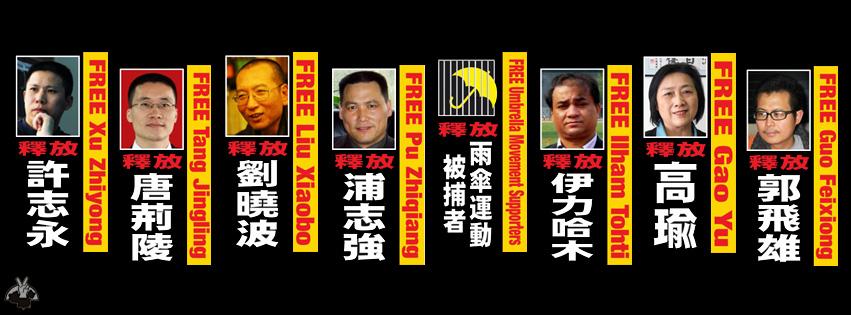 釋放
許志永
FREE Xu Zhiyong
釋放
唐荊陵
FREE Tang Jingling
釋放
劉曉波
FREE Liu Xiaobo
釋放
浦志強
FREE Pu Zhiqiang
釋放
雨傘運動
被捕者
FREE Umbrella Movement Supporters
釋放
伊力哈木
FREE Ilham Tohti
釋放
高瑜
FREE Gao Yu
釋放
郭飛雄
FREE Guo Feixiong